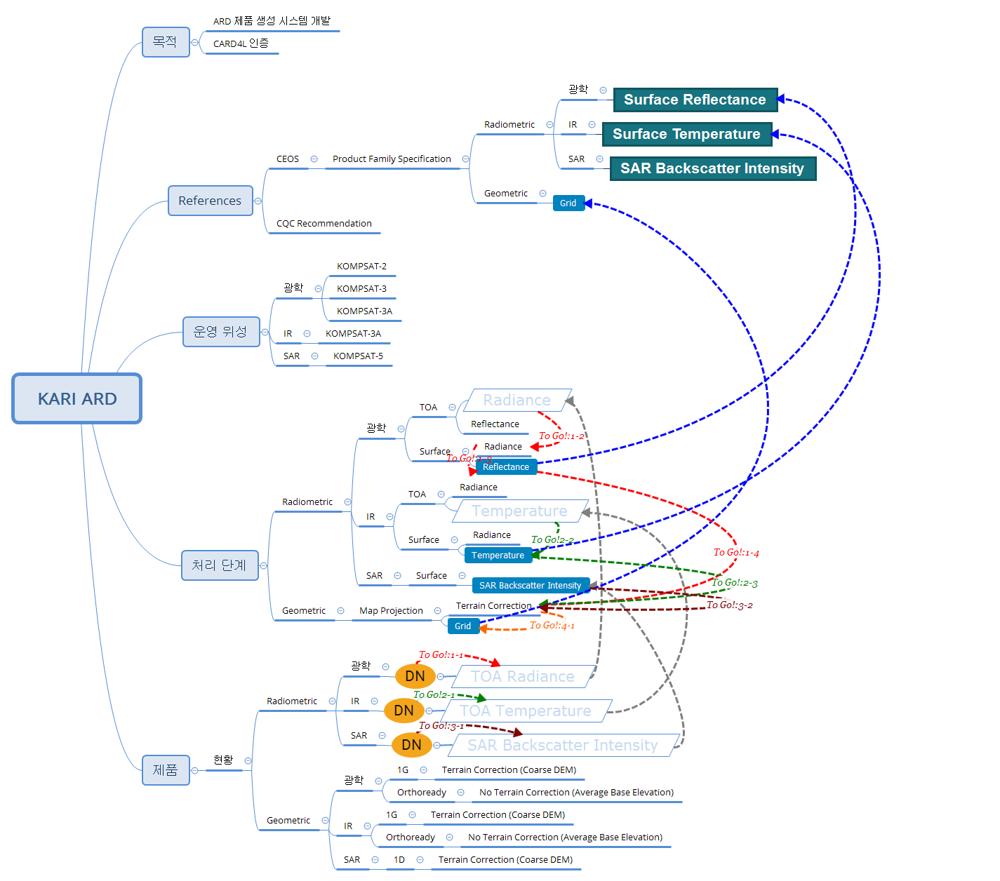 ARD 제품 생성 시스템 개발
목적
CARD4L 인증
광학
Surface Reflectance
Radiometric
IR
Surface Temperature
CEOS
Product Family Specification
SAR
SAR Backscatter Intensity
References
Geometric
Grid
CQC Recommendation
KOMPSAT-2
광학
KOMPSAT-3
KOMPSAT-3A
운영 위성
IR
KOMPSAT-3A
SAR
KOMPSAT-5
KARI ARD
TOA
Radiance
광학
Reflectance
To Go!:1-2
Surface
Radiance
To Go!:1-3
Reflectance
Radiometric
TOA
Radiance
IR
Temperature
Surface
Radiance
To Go!2-2
Temperature
To Go!:1-4
처리 단계
SAR
Surface
SAR Backscatter Intensity
To Go!:2-3
Geometric
Map Projection
Terrain Correction
To Go!:3-2
Grid
To Go!:4-1
To Go!:1-1
광학
DN
TOA Radiance
Radiometric
To Go!2-1
IR
DN
TOA Temperature
To Go!:3-1
SAR
DN
SAR Backscatter Intensity
제품
현황
광학
1G
Terrain Correction (Coarse DEM)
Orthoready
No Terrain Correction (Average Base Elevation)
Geometric
IR
1G
Terrain Correction (Coarse DEM)
Orthoready
No Terrain Correction (Average Base Elevation)
SAR
1D
Terrain Correction (Coarse DEM)